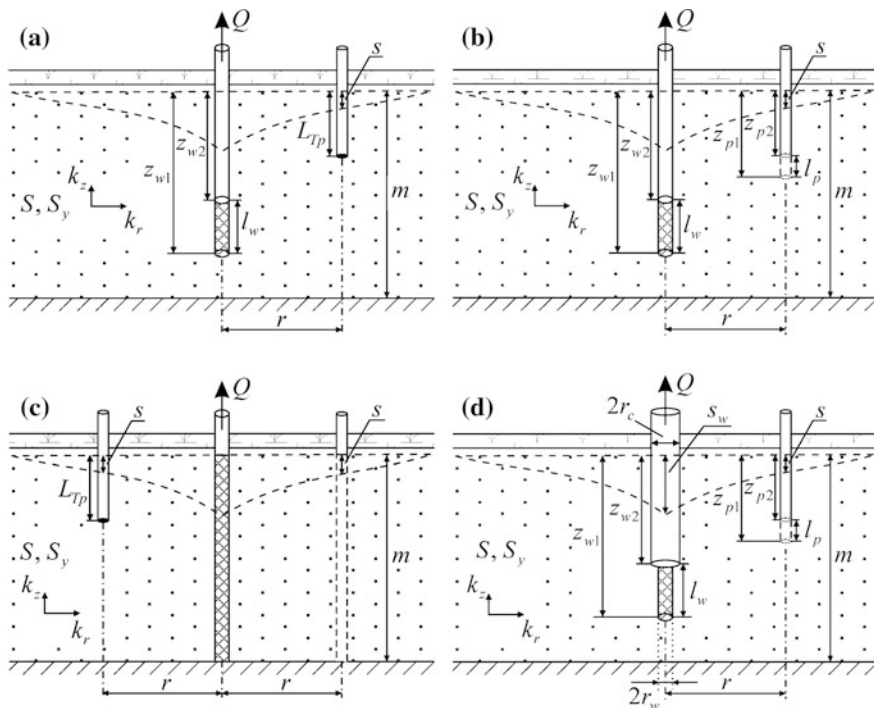 (a)
Q
s
L_Tp
z_w2
z_w1
k_z
S, S_y
k_r
l_w
m
r
(b)
Q
s
z_p2
z_p1
z_w2
z_w1
l_p
k_z
S, S_y
k_r
l_w
m
r
(c)
Q
s
s
L_Tp
S, S_y
m
k_z
k_r
r
r
(d)
Q
2r_c
s_w
s
z_p2
z_p1
z_w2
z_w1
l_p
S, S_y
m
k_z
l_w
k_r
r
2r_w